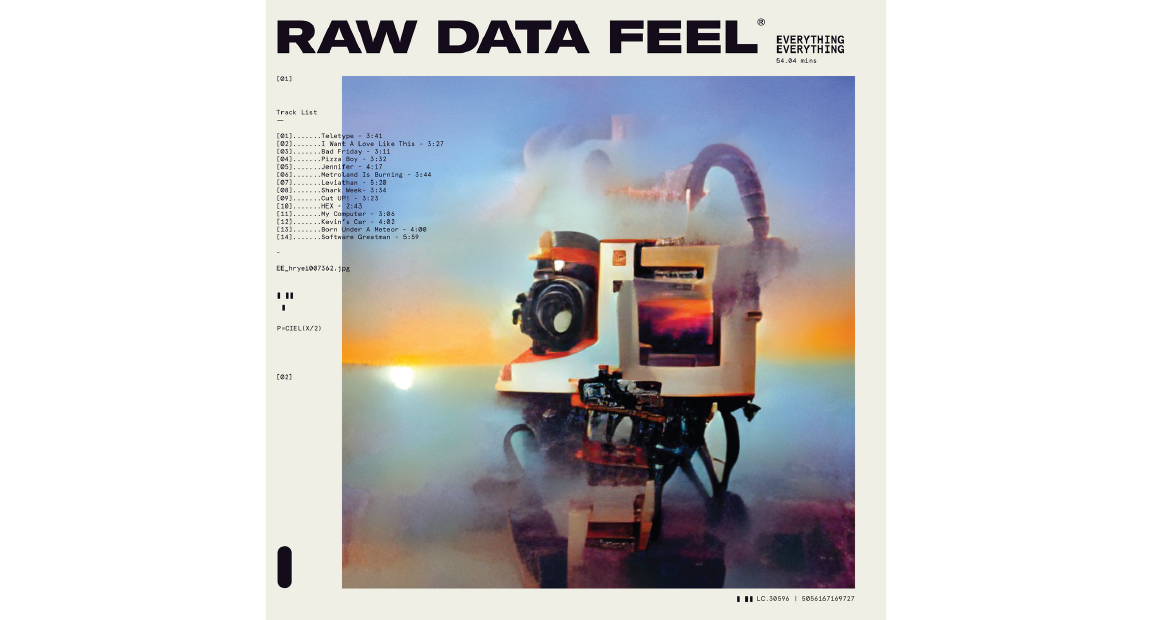 RAW DATA FEEL®
EVERYTHING
EVERYTHING
54.04 mins
[01]
Track List
—
[01].......Teletype - 3:41
[02].......I Want A Love Like This - 3:27
[03].......Bad Friday - 3:11
[04].......Pizza Boy - 3:32
[05].......Jennifer - 4:17
[06].......Metroland Is Burning - 3:44
[07].......Leviathan - 5:20
[08].......Shark Week- 3:34
[09].......Cut UP! - 3:23
[10].......HEX - 2:43
[11].......My Computer - 3:06
[12].......Kevin's Car - 4:02
[13].......Born Under A Meteor - 4:00
[14].......Software Greatman - 5:59
-
EE_hryei007362.jpg
P=CIEL(X/2)
[02]
LC.30596 | 5056167169727